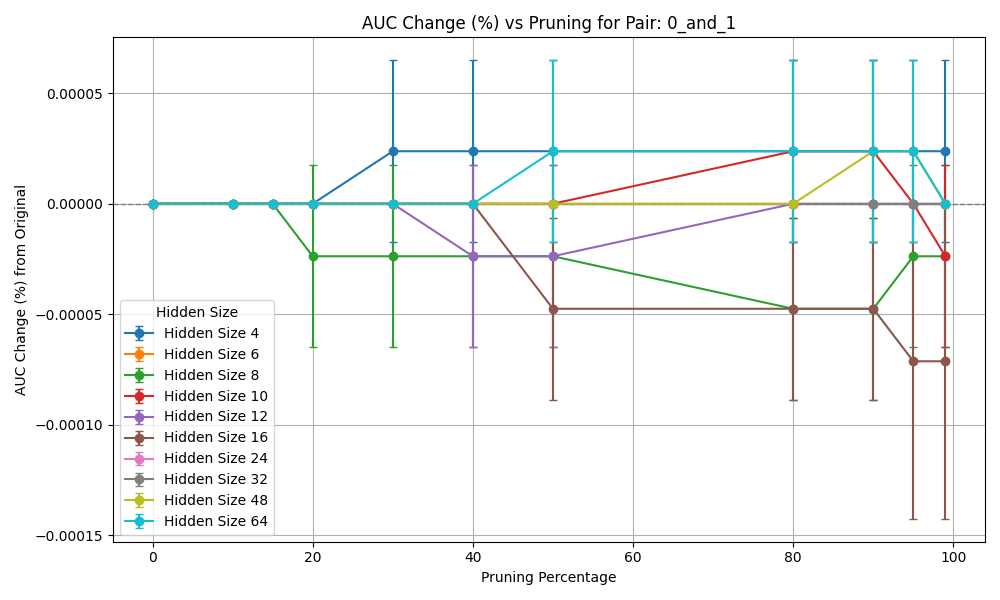 AUC Change (%) vs Pruning for Pair: 0_and_1
AUC Change (%) from Original
0.00005
0.00000
−0.00005
−0.00010
−0.00015
Hidden Size
Hidden Size 4
Hidden Size 6
Hidden Size 8
Hidden Size 10
Hidden Size 12
Hidden Size 16
Hidden Size 24
Hidden Size 32
Hidden Size 48
Hidden Size 64
0 20 40 60 80 100
Pruning Percentage